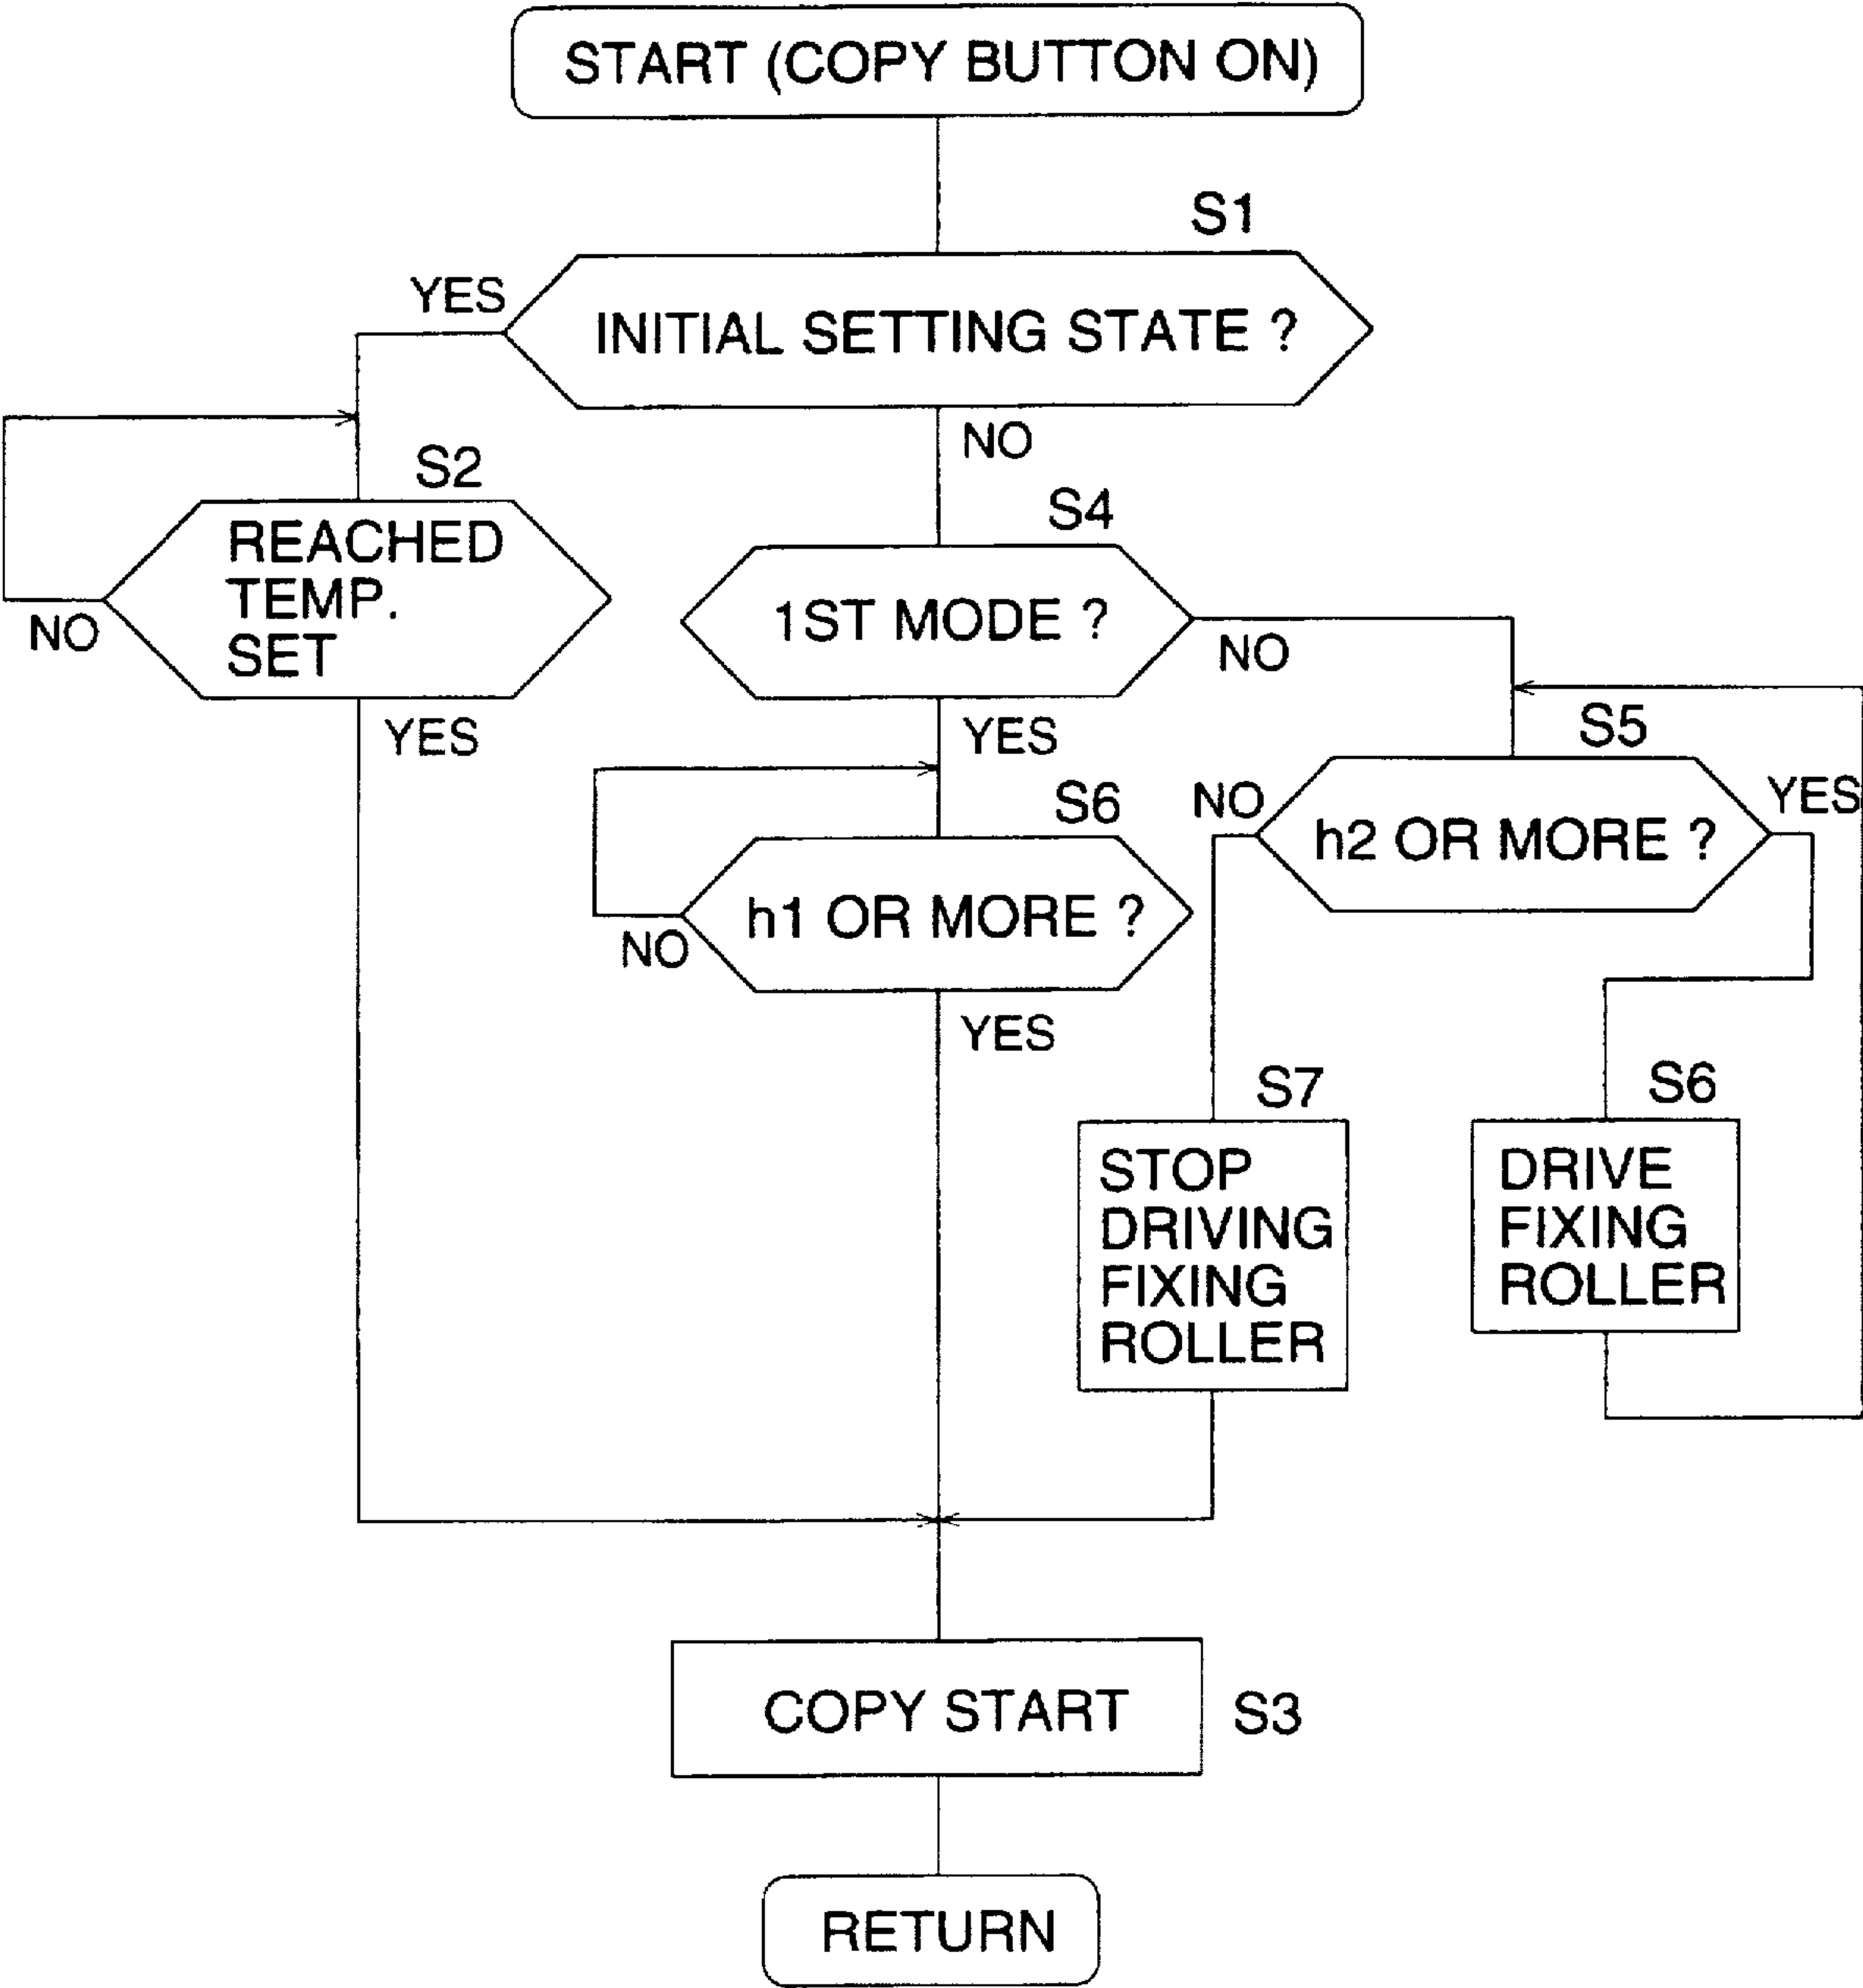 START (COPY BUTTON ON)
S1
YES
INITIAL SETTING STATE ?
NO
S2
REACHED
TEMP.
SET
NO
YES
S4
1ST MODE ?
NO
YES
S6
h1 OR MORE ?
NO
YES
S5
NO
h2 OR MORE ?
YES
S7
STOP
DRIVING
FIXING
ROLLER
S6
DRIVE
FIXING
ROLLER
COPY START
S3
RETURN